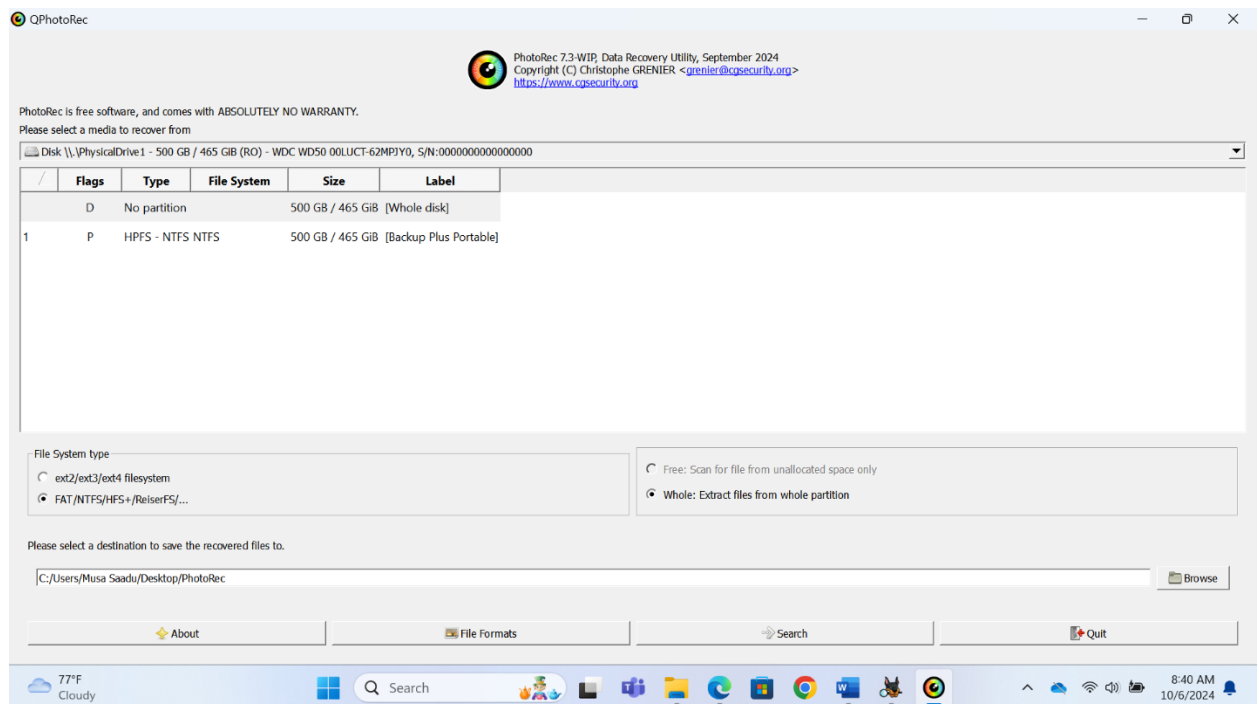 QPhotoRec
PhotoRec 7.3-WIP, Data Recovery Utility, September 2024
Copyright (C) Christophe GRENIER <grenier@cgsecurity.org>
https://www.cgsecurity.org
PhotoRec is free software, and comes with ABSOLUTELY NO WARRANTY.
Please select a media to recover from
Disk \\.\PhysicalDrive1 - 500 GB / 465 GiB (RO) - WDC WD50 00LUCT-62MPJY0, S/N:0000000000000000
/ Flags Type File System Size Label
D No partition 500 GB / 465 GiB [Whole disk]
1 P HPFS - NTFS NTFS 500 GB / 465 GiB [Backup Plus Portable]
File System type
ext2/ext3/ext4 filesystem
FAT/NTFS/HFS+/ReiserFS/...
Free: Scan for file from unallocated space only
Whole: Extract files from whole partition
Please select a destination to save the recovered files to.
C:/Users/Musa Saadu/Desktop/PhotoRec
Browse
About
File Formats
Search
Quit
77°F
Cloudy
Search
8:40 AM
10/6/2024